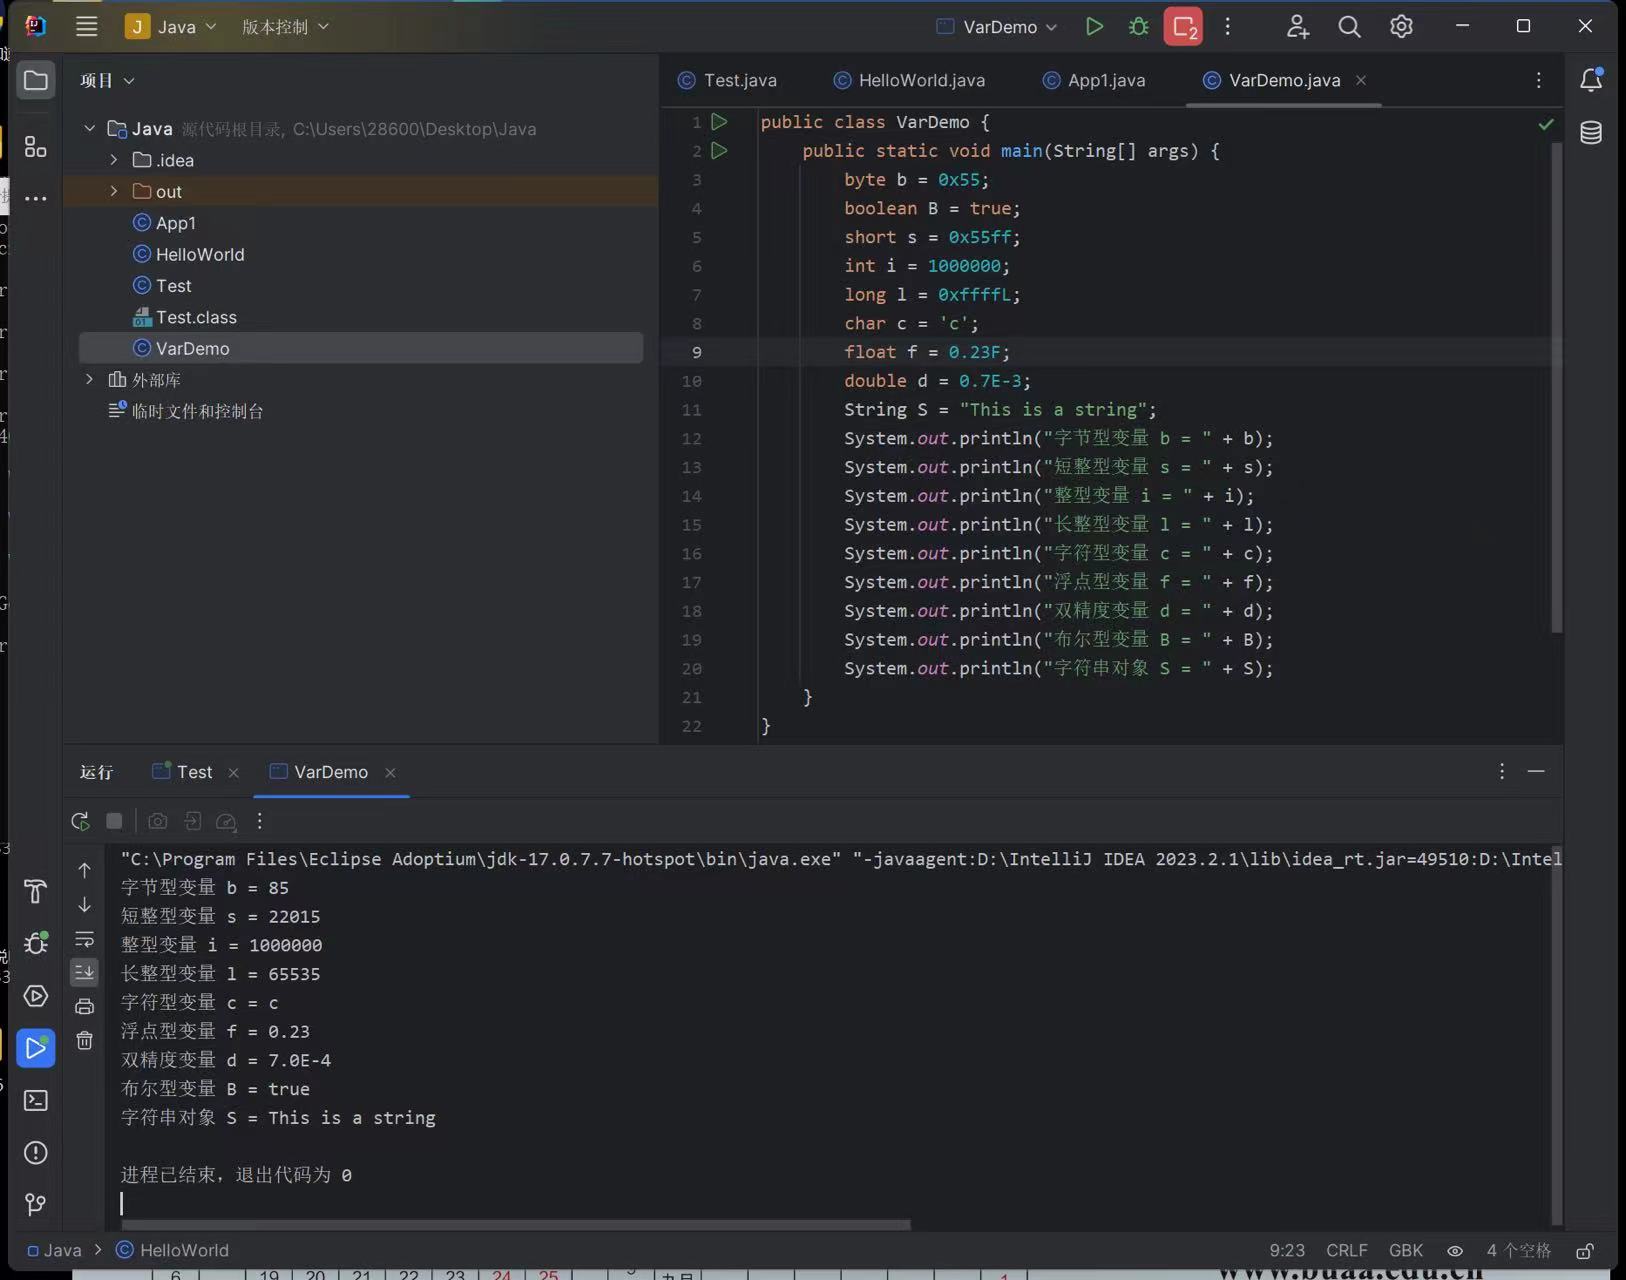 J Java 版本控制 VarDemo 2
项目 Test.java HelloWorld.java App1.java VarDemo.java
Java 源代码根目录, C:\Users\28600\Desktop\Java
.idea
out
App1
HelloWorld
Test
Test.class
VarDemo
外部库
临时文件和控制台
1 public class VarDemo {
2 public static void main(String[] args) {
3 byte b = 0x55;
4 boolean B = true;
5 short s = 0x55ff;
6 int i = 1000000;
7 long l = 0xffffL;
8 char c = 'c';
9 float f = 0.23F;
10 double d = 0.7E-3;
11 String S = "This is a string";
12 System.out.println("字节型变量 b = " + b);
13 System.out.println("短整型变量 s = " + s);
14 System.out.println("整型变量 i = " + i);
15 System.out.println("长整型变量 l = " + l);
16 System.out.println("字符型变量 c = " + c);
17 System.out.println("浮点型变量 f = " + f);
18 System.out.println("双精度变量 d = " + d);
19 System.out.println("布尔型变量 B = " + B);
20 System.out.println("字符串对象 S = " + S);
21 }
22 }
运行 Test VarDemo
"C:\Program Files\Eclipse Adoptium\jdk-17.0.7.7-hotspot\bin\java.exe" "-javaagent:D:\IntelliJ IDEA 2023.2.1\lib\idea_rt.jar=49510:D:\Intel
字节型变量 b = 85
短整型变量 s = 22015
整型变量 i = 1000000
长整型变量 l = 65535
字符型变量 c = c
浮点型变量 f = 0.23
双精度变量 d = 7.0E-4
布尔型变量 B = true
字符串对象 S = This is a string
进程已结束，退出代码为 0
Java HelloWorld 9:23 CRLF GBK 4 个空格
19 20 21 22 23 24 25 www.buaa.edu.cn